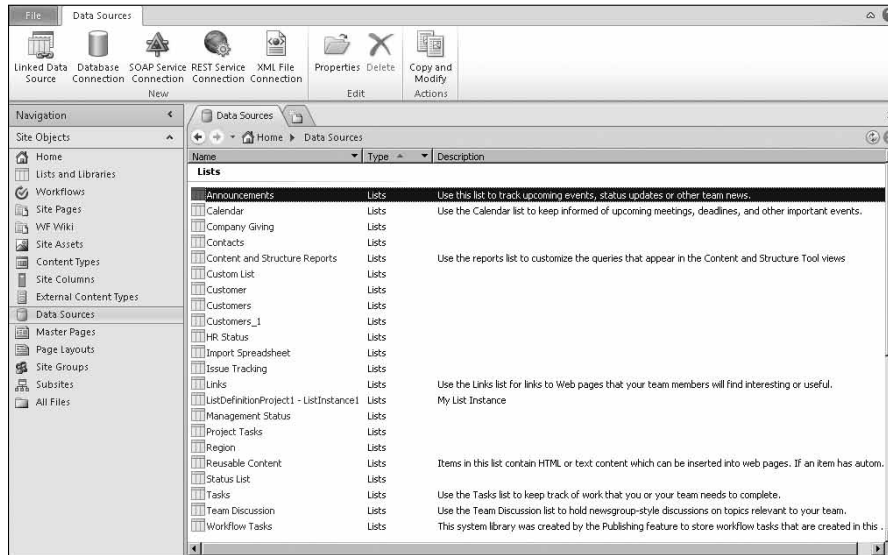 File
Data Sources
Linked Data Source
Database Connection
SOAP Service Connection
REST Service Connection
XML File Connection
Properties
Delete
Copy and Modify
New
Edit
Actions
Navigation
Site Objects
Home
Lists and Libraries
Workflows
Site Pages
WF Wiki
Site Assets
Content Types
Site Columns
External Content Types
Data Sources
Master Pages
Page Layouts
Site Groups
Subsites
All Files
Data Sources
Home Data Sources
Name Type Description
Lists
Announcements Lists Use this list to track upcoming events, status updates or other team news.
Calendar Lists Use the Calendar list to keep informed of upcoming meetings, deadlines, and other important events.
Company Giving Lists
Contacts Lists
Content and Structure Reports Lists Use the reports list to customize the queries that appear in the Content and Structure Tool views
Custom List Lists
Customer Lists
Customers Lists
Customers_1 Lists
HR Status Lists
Import Spreadsheet Lists
Issue Tracking Lists
Links Lists Use the Links list for links to Web pages that your team members will find interesting or useful.
ListDefinitionProject1 - ListInstance1 Lists My List Instance
Management Status Lists
Project Tasks Lists
Region Lists
Reusable Content Lists Items in this list contain HTML or text content which can be inserted into web pages. If an item has autom.
Status List Lists
Tasks Lists Use the Tasks list to keep track of work that you or your team needs to complete.
Team Discussion Lists Use the Team Discussion list to hold newsgroup-style discussions on topics relevant to your team.
Workflow Tasks Lists This system library was created by the Publishing feature to store workflow tasks that are created in this .